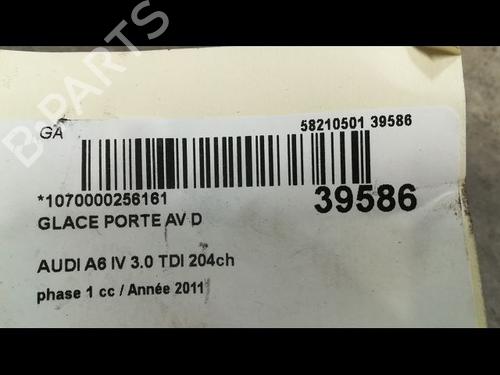 B-PARTS
GA
58210501 39586
*1070000256161
39586
GLACE PORTE AV D
AUDI A6 IV 3.0 TDI 204ch
phase 1 cc / Année 2011